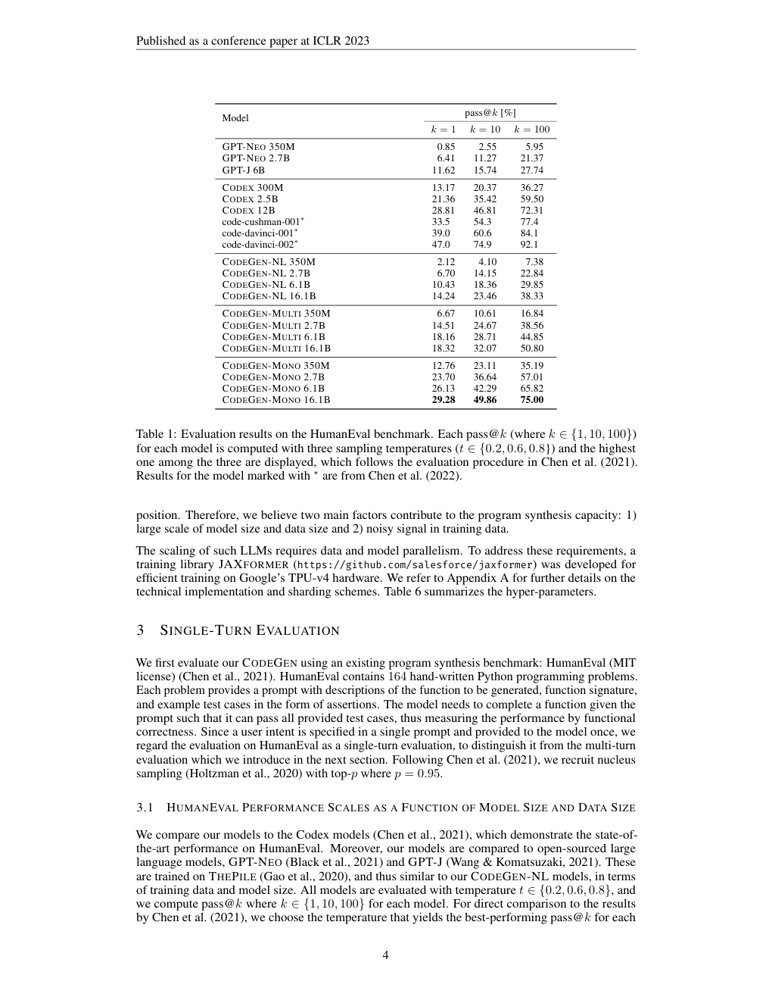 Published as a conference paper at ICLR 2023
Model pass@k [%]
k = 1 k = 10 k = 100
GPT-NEO 350M 0.85 2.55 5.95
GPT-NEO 2.7B 6.41 11.27 21.37
GPT-J 6B 11.62 15.74 27.74
CODEX 300M 13.17 20.37 36.27
CODEX 2.5B 21.36 35.42 59.50
CODEX 12B 28.81 46.81 72.31
code-cushman-001* 33.5 54.3 77.4
code-davinci-001* 39.0 60.6 84.1
code-davinci-002* 47.0 74.9 92.1
CODEGEN-NL 350M 2.12 4.10 7.38
CODEGEN-NL 2.7B 6.70 14.15 22.84
CODEGEN-NL 6.1B 10.43 18.36 29.85
CODEGEN-NL 16.1B 14.24 23.46 38.33
CODEGEN-MULTI 350M 6.67 10.61 16.84
CODEGEN-MULTI 2.7B 14.51 24.67 38.56
CODEGEN-MULTI 6.1B 18.16 28.71 44.85
CODEGEN-MULTI 16.1B 18.32 32.07 50.80
CODEGEN-MONO 350M 12.76 23.11 35.19
CODEGEN-MONO 2.7B 23.70 36.64 57.01
CODEGEN-MONO 6.1B 26.13 42.29 65.82
CODEGEN-MONO 16.1B 29.28 49.86 75.00
Table 1: Evaluation results on the HumanEval benchmark. Each pass@k (where k ∈ {1, 10, 100})
for each model is computed with three sampling temperatures (t ∈ {0.2, 0.6, 0.8}) and the highest
one among the three are displayed, which follows the evaluation procedure in Chen et al. (2021).
Results for the model marked with * are from Chen et al. (2022).
position. Therefore, we believe two main factors contribute to the program synthesis capacity: 1)
large scale of model size and data size and 2) noisy signal in training data.
The scaling of such LLMs requires data and model parallelism. To address these requirements, a
training library JAXFORMER (https://github.com/salesforce/jaxformer) was developed for
efficient training on Google's TPU-v4 hardware. We refer to Appendix A for further details on the
technical implementation and sharding schemes. Table 6 summarizes the hyper-parameters.
3 SINGLE-TURN EVALUATION
We first evaluate our CODEGEN using an existing program synthesis benchmark: HumanEval (MIT
license) (Chen et al., 2021). HumanEval contains 164 hand-written Python programming problems.
Each problem provides a prompt with descriptions of the function to be generated, function signature,
and example test cases in the form of assertions. The model needs to complete a function given the
prompt such that it can pass all provided test cases, thus measuring the performance by functional
correctness. Since a user intent is specified in a single prompt and provided to the model once, we
regard the evaluation on HumanEval as a single-turn evaluation, to distinguish it from the multi-turn
evaluation which we introduce in the next section. Following Chen et al. (2021), we recruit nucleus
sampling (Holtzman et al., 2020) with top-p where p = 0.95.
3.1 HUMANEVAL PERFORMANCE SCALES AS A FUNCTION OF MODEL SIZE AND DATA SIZE
We compare our models to the Codex models (Chen et al., 2021), which demonstrate the state-of-
the-art performance on HumanEval. Moreover, our models are compared to open-sourced large
language models, GPT-NEO (Black et al., 2021) and GPT-J (Wang & Komatsuzaki, 2021). These
are trained on THEPILE (Gao et al., 2020), and thus similar to our CODEGEN-NL models, in terms
of training data and model size. All models are evaluated with temperature t ∈ {0.2, 0.6, 0.8}, and
we compute pass@k where k ∈ {1, 10, 100} for each model. For direct comparison to the results
by Chen et al. (2021), we choose the temperature that yields the best-performing pass@k for each
4